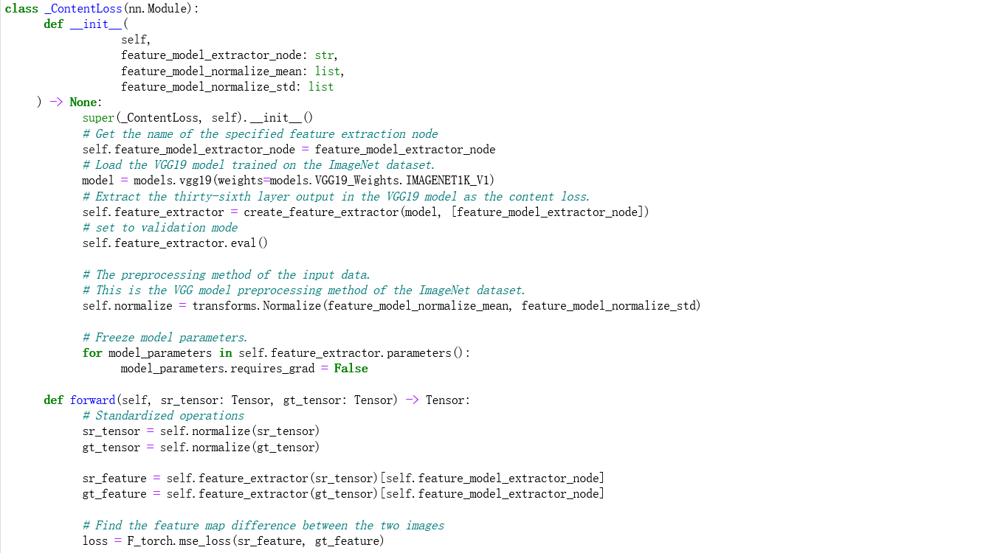 class _ContentLoss(nn.Module):
def __init__(
self,
feature_model_extractor_node: str,
feature_model_normalize_mean: list,
feature_model_normalize_std: list
) -> None:
super(_ContentLoss, self).__init__()
# Get the name of the specified feature extraction node
self.feature_model_extractor_node = feature_model_extractor_node
# Load the VGG19 model trained on the ImageNet dataset.
model = models.vgg19(weights=models.VGG19_Weights.IMAGENET1K_V1)
# Extract the thirty-sixth layer output in the VGG19 model as the content loss.
self.feature_extractor = create_feature_extractor(model, [feature_model_extractor_node])
# set to validation mode
self.feature_extractor.eval()
# The preprocessing method of the input data.
# This is the VGG model preprocessing method of the ImageNet dataset.
self.normalize = transforms.Normalize(feature_model_normalize_mean, feature_model_normalize_std)
# Freeze model parameters.
for model_parameters in self.feature_extractor.parameters():
model_parameters.requires_grad = False
def forward(self, sr_tensor: Tensor, gt_tensor: Tensor) -> Tensor:
# Standardized operations
sr_tensor = self.normalize(sr_tensor)
gt_tensor = self.normalize(gt_tensor)
sr_feature = self.feature_extractor(sr_tensor)[self.feature_model_extractor_node]
gt_feature = self.feature_extractor(gt_tensor)[self.feature_model_extractor_node]
# Find the feature map difference between the two images
loss = F_torch.mse_loss(sr_feature, gt_feature)